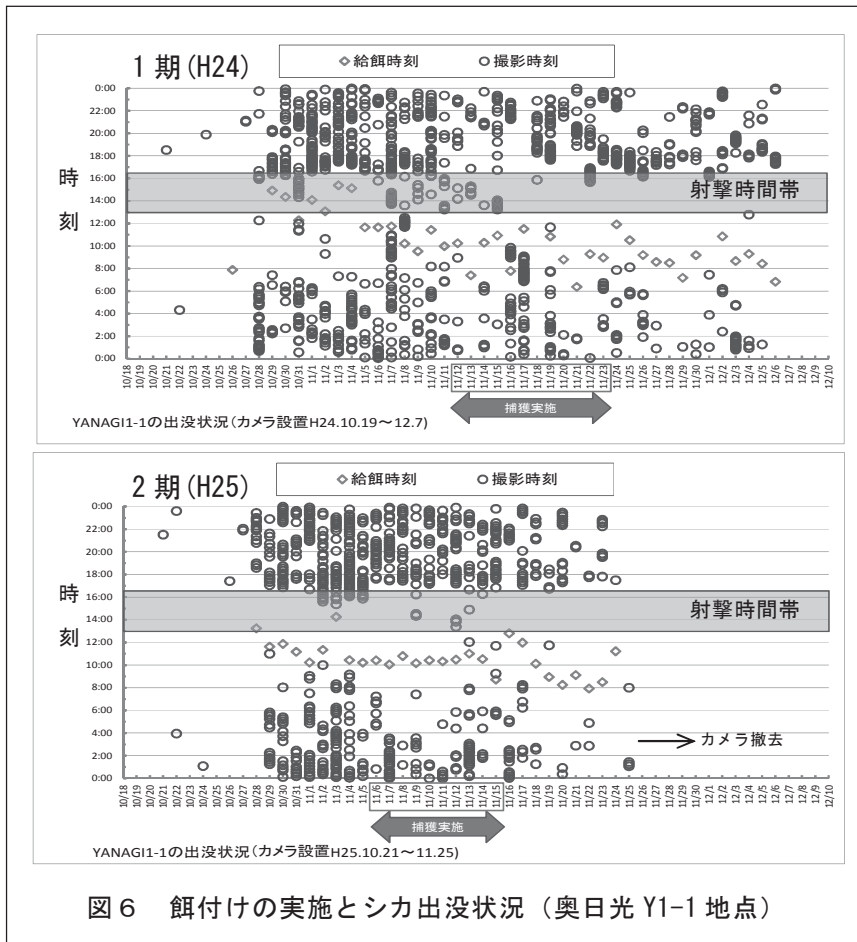 1期(H24)
◇給餌時刻 ○撮影時刻
0:00
22:00
20:00
18:00
16:00
14:00
12:00
10:00
8:00
6:00
4:00
2:00
0:00
時刻
射撃時間帯
10/18 10/19 10/20 10/21 10/22 10/23 10/24 10/25 10/26 10/27 10/28 10/29 10/30 10/31 11/1 11/2 11/3 11/4 11/5 11/6 11/7 11/8 11/9 11/10 11/11 11/12 11/13 11/14 11/15 11/16 11/17 11/18 11/19 11/20 11/21 11/22 11/23 11/24 11/25 11/26 11/27 11/28 11/29 11/30 12/1 12/2 12/3 12/4 12/5 12/6 12/7 12/8 12/9 12/10
捕獲実施
YANAGI1-1の出没状況(カメラ設置H24.10.19～12.7)
2期(H25)
◇給餌時刻 ○撮影時刻
0:00
22:00
20:00
18:00
16:00
14:00
12:00
10:00
8:00
6:00
4:00
2:00
0:00
時刻
射撃時間帯
→ カメラ撤去
10/18 10/19 10/20 10/21 10/22 10/23 10/24 10/25 10/26 10/27 10/28 10/29 10/30 10/31 11/1 11/2 11/3 11/4 11/5 11/6 11/7 11/8 11/9 11/10 11/11 11/12 11/13 11/14 11/15 11/16 11/17 11/18 11/19 11/20 11/21 11/22 11/23 11/24 11/25 11/26 11/27 11/28 11/29 11/30 12/1 12/2 12/3 12/4 12/5 12/6 12/7 12/8 12/9 12/10
捕獲実施
YANAGI1-1の出没状況(カメラ設置H25.10.21～11.25)
図6 餌付けの実施とシカ出没状況（奥日光 Y1-1 地点）